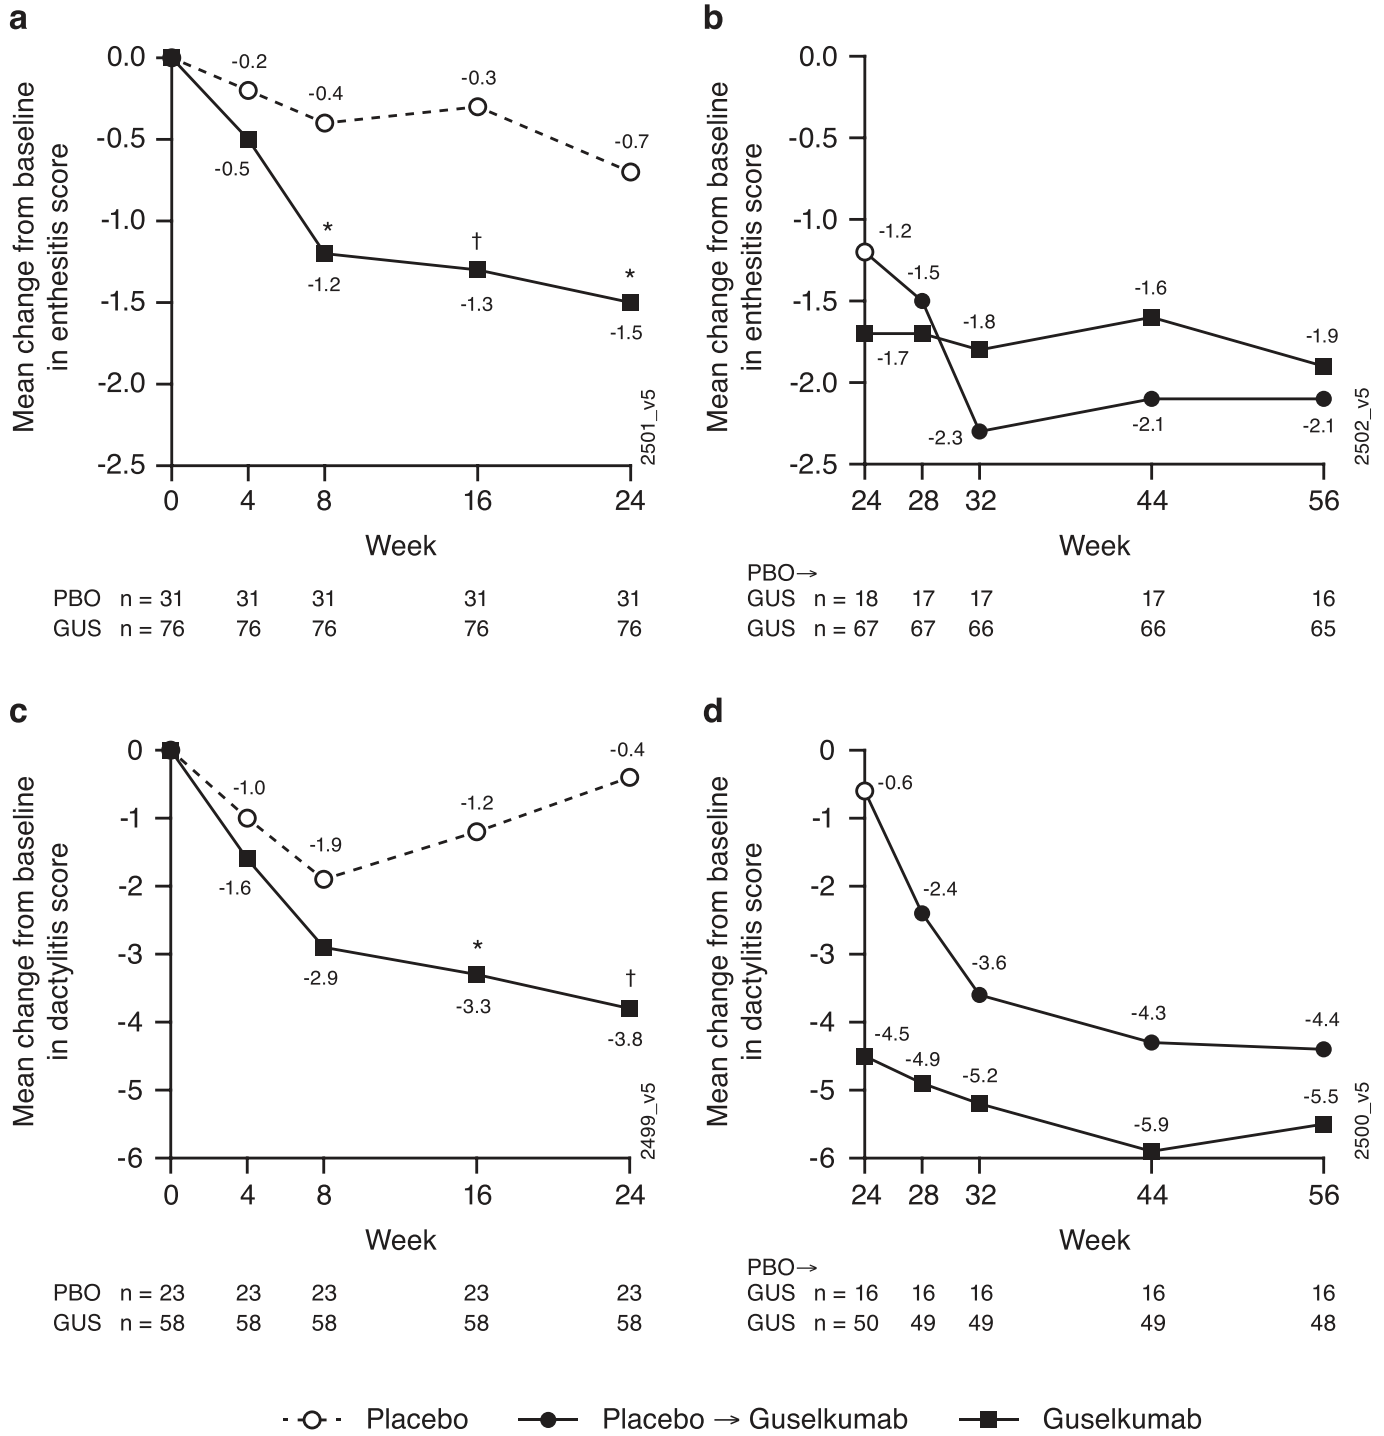 a
Mean change from baseline
in enthesitis score
0.0
-0.5
-1.0
-1.5
-2.0
-2.5
-0.2
-0.4
-0.3
-0.7
-0.5
*
-1.2
†
-1.3
*
-1.5
2501_v5
0 4 8 16 24
Week
PBO n = 31 31 31 31 31
GUS n = 76 76 76 76 76
b
Mean change from baseline
in enthesitis score
0.0
-0.5
-1.0
-1.5
-2.0
-2.5
-1.2
-1.5
-1.8
-1.6
-1.9
-1.7
-2.3
-2.1
-2.1
2502_v5
24 28 32 44 56
Week
PBO→
GUS n = 18 17 17 17 16
GUS n = 67 67 66 66 65
c
Mean change from baseline
in dactylitis score
0
-1
-2
-3
-4
-5
-6
-1.0
-1.9
-1.2
-0.4
-1.6
-2.9
*
-3.3
†
-3.8
2499_v5
0 4 8 16 24
Week
PBO n = 23 23 23 23 23
GUS n = 58 58 58 58 58
d
Mean change from baseline
in dactylitis score
0
-1
-2
-3
-4
-5
-6
-0.6
-2.4
-3.6
-4.3
-4.4
-4.5
-4.9
-5.2
-5.9
-5.5
2500_v5
24 28 32 44 56
Week
PBO→
GUS n = 16 16 16 16 16
GUS n = 50 49 49 49 48
Placebo Placebo → Guselkumab Guselkumab